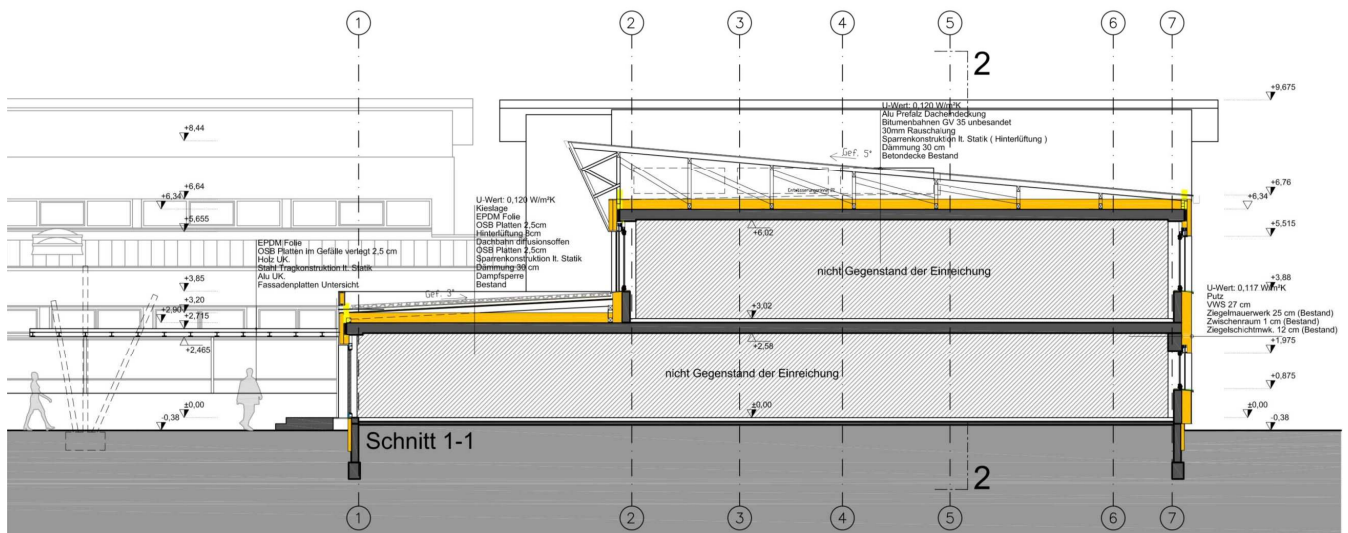 1
2
3
4
5
6
7
2
+9,675
U-Wert: 0,120 W/m²K
Alu Prefalz Dacheindeckung
Bitumenbahnen GV 35 unbesandet
30mm Rauschalung
Sparrenkonstruktion lt. Statik ( Hinterlüftung )
Dämmung 30 cm
Betondecke Bestand
+8,44
Gef. 5°
+6,64
+6,34
+5,655
U-Wert: 0,120 W/m²K
Kieslage
EPDM Folie
OSB Platten 2,5cm
Hinterlüftung 8cm
Dachbahn diffusionsoffen
OSB Platten 2,5cm
Sparrenkonstruktion lt. Statik
Dämmung 30 cm
Dampfsperre
Bestand
+6,76
+6,34
+5,515
+6,02
EPDM Folie
OSB Platten im Gefälle verlegt 2,5 cm
Holz UK.
Stahl Tragkonstruktion lt. Statik
Alu UK.
Fassadenplatten Untersicht
nicht Gegenstand der Einreichung
+3,85
+3,20
+2,90
+2,715
+2,465
Gef. 3°
+3,02
+2,58
+3,88
U-Wert: 0,117 W/m²K
Putz
VWS 27 cm
Ziegelmauerwerk 25 cm (Bestand)
Zwischenraum 1 cm (Bestand)
Ziegelschichtmwk. 12 cm (Bestand)
+1,975
+0,875
nicht Gegenstand der Einreichung
±0,00
-0,38
±0,00
±0,00
-0,38
Schnitt 1-1
2
1
2
3
4
5
6
7